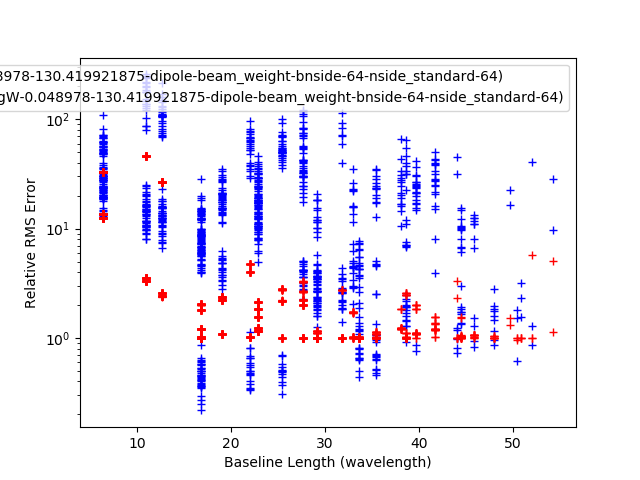 8978-130.419921875-dipole-beam_weight-bnside-64-nside_standard-64)
gW-0.048978-130.419921875-dipole-beam_weight-bnside-64-nside_standard-64)
10²
10¹
10⁰
Relative RMS Error
10 20 30 40 50
Baseline Length (wavelength)